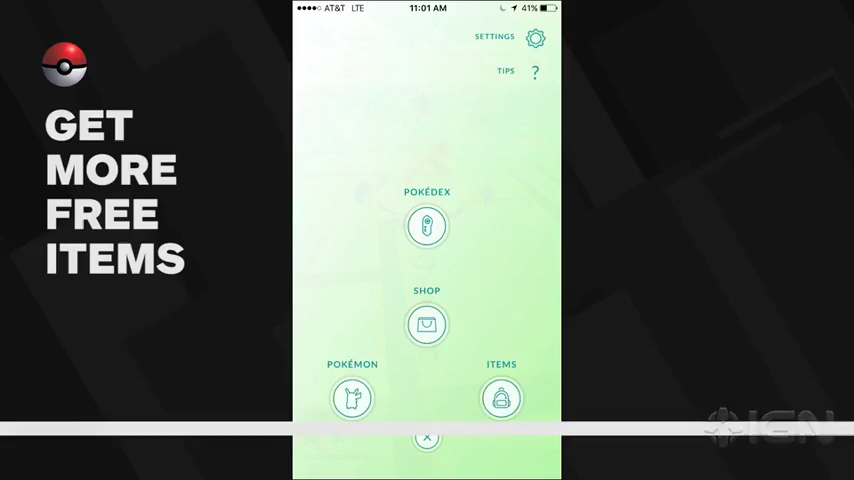 ●●●●○ AT&T LTE 11:01 AM 41%
SETTINGS
TIPS ?
GET
MORE
FREE
ITEMS
POKÉDEX
SHOP
POKÉMON
ITEMS
IGN